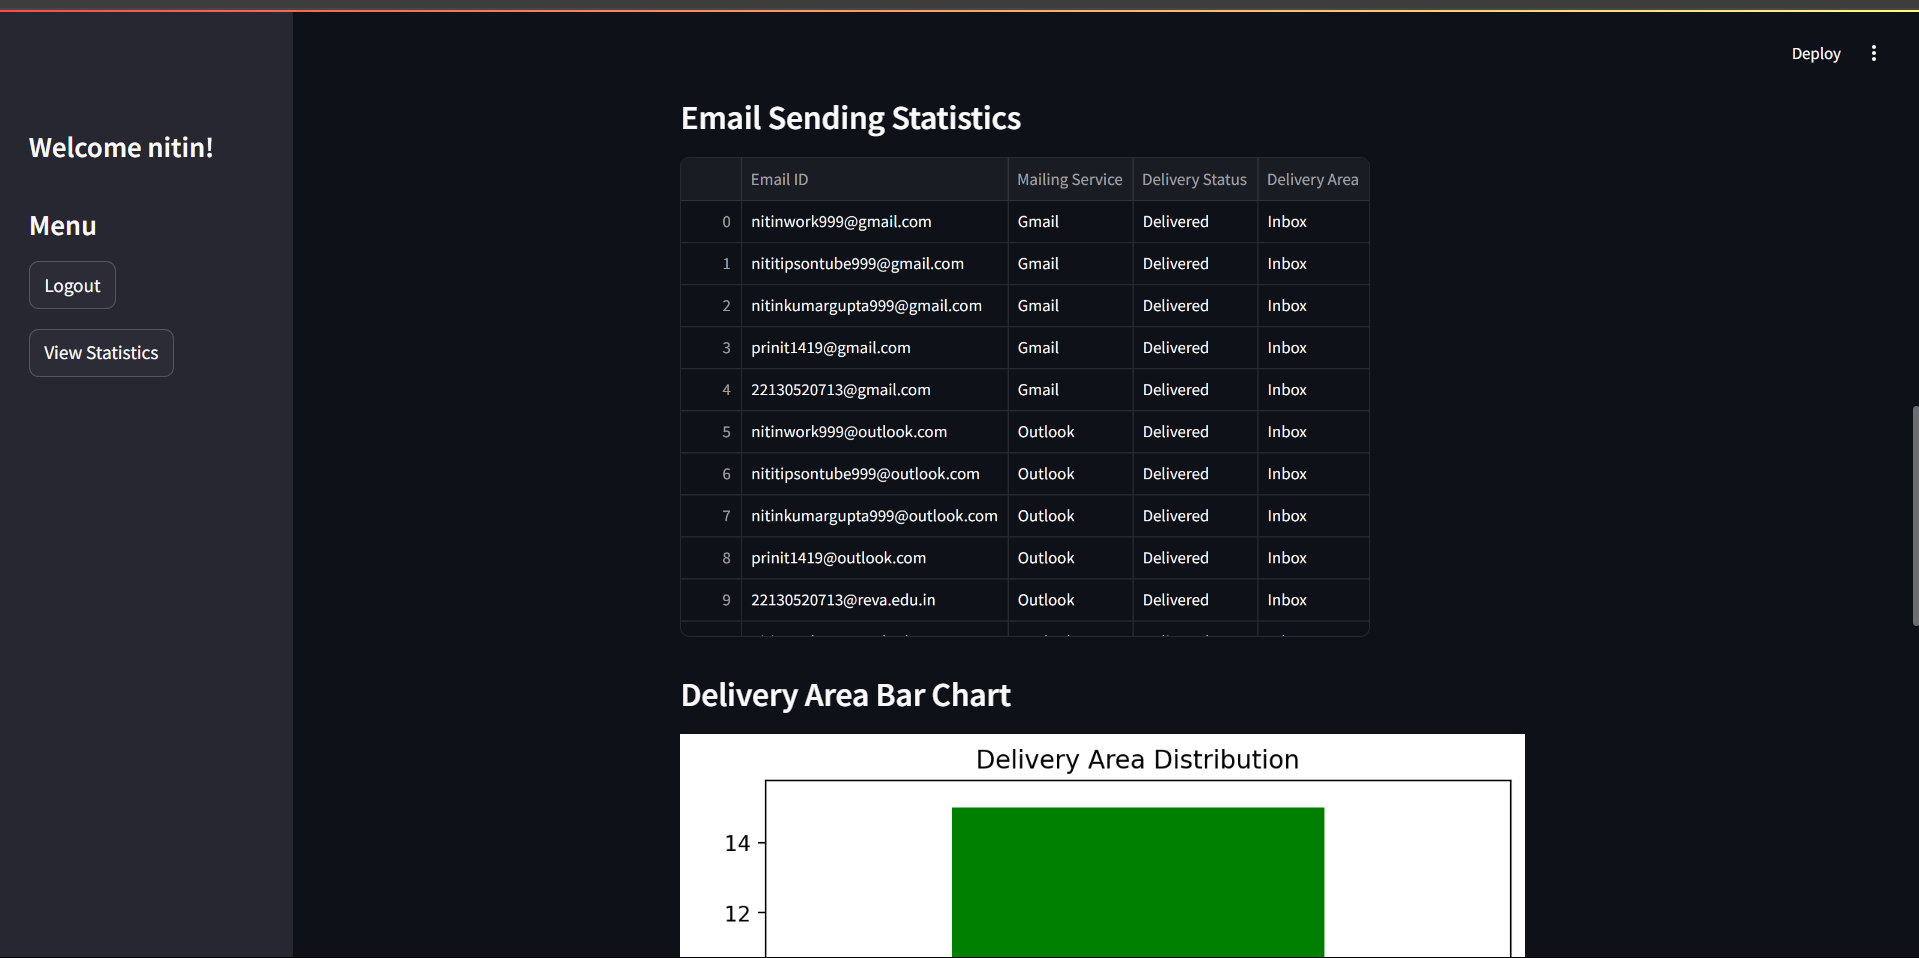 Deploy
Welcome nitin!
Menu
Logout
View Statistics
Email Sending Statistics
Email ID Mailing Service Delivery Status Delivery Area
0 nitinwork999@gmail.com Gmail Delivered Inbox
1 nititipsontube999@gmail.com Gmail Delivered Inbox
2 nitinkumargupta999@gmail.com Gmail Delivered Inbox
3 prinit1419@gmail.com Gmail Delivered Inbox
4 22130520713@gmail.com Gmail Delivered Inbox
5 nitinwork999@outlook.com Outlook Delivered Inbox
6 nititipsontube999@outlook.com Outlook Delivered Inbox
7 nitinkumargupta999@outlook.com Outlook Delivered Inbox
8 prinit1419@outlook.com Outlook Delivered Inbox
9 22130520713@reva.edu.in Outlook Delivered Inbox
Delivery Area Bar Chart
Delivery Area Distribution
14
12